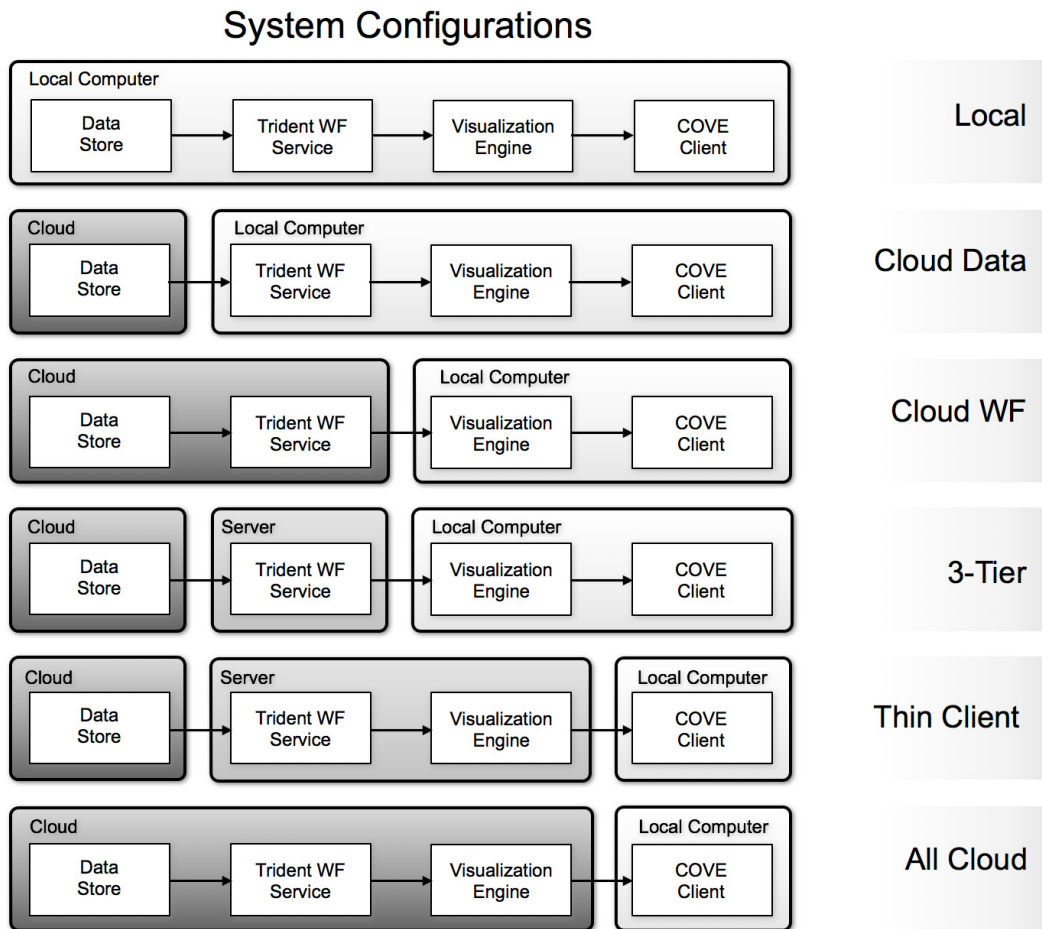 System Configurations
Local Computer
Data
Store
Trident WF
Service
Visualization
Engine
COVE
Client
Local
Cloud
Data
Store
Local Computer
Trident WF
Service
Visualization
Engine
COVE
Client
Cloud Data
Cloud
Data
Store
Trident WF
Service
Local Computer
Visualization
Engine
COVE
Client
Cloud WF
Cloud
Data
Store
Server
Trident WF
Service
Local Computer
Visualization
Engine
COVE
Client
3-Tier
Cloud
Data
Store
Server
Trident WF
Service
Visualization
Engine
Local Computer
COVE
Client
Thin Client
Cloud
Data
Store
Trident WF
Service
Visualization
Engine
Local Computer
COVE
Client
All Cloud